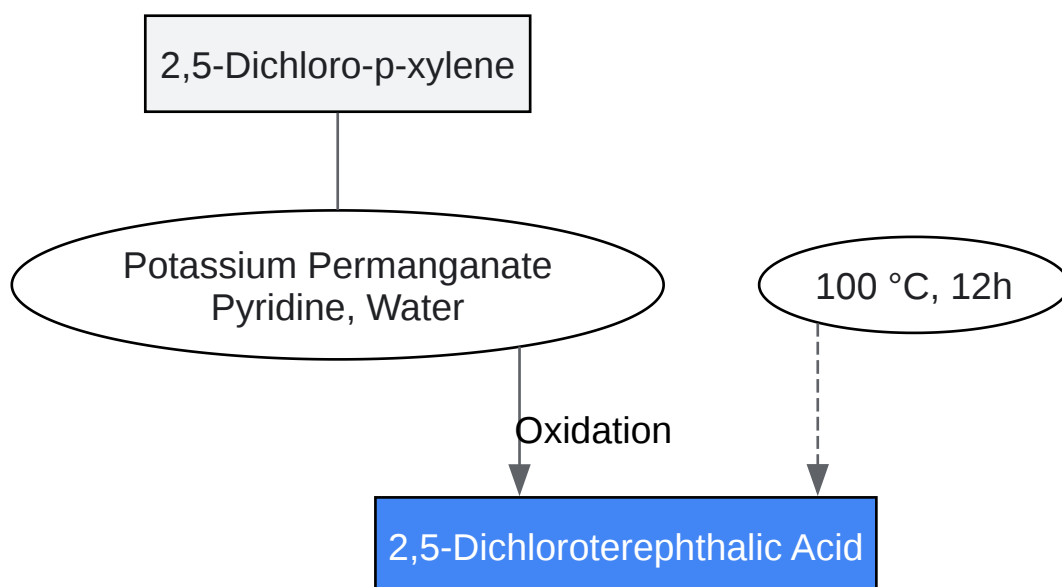 2,5-Dichloro-p-xylene
Potassium Permanganate
Pyridine, Water
100 °C, 12h
Oxidation
2,5-Dichloroterephthalic Acid